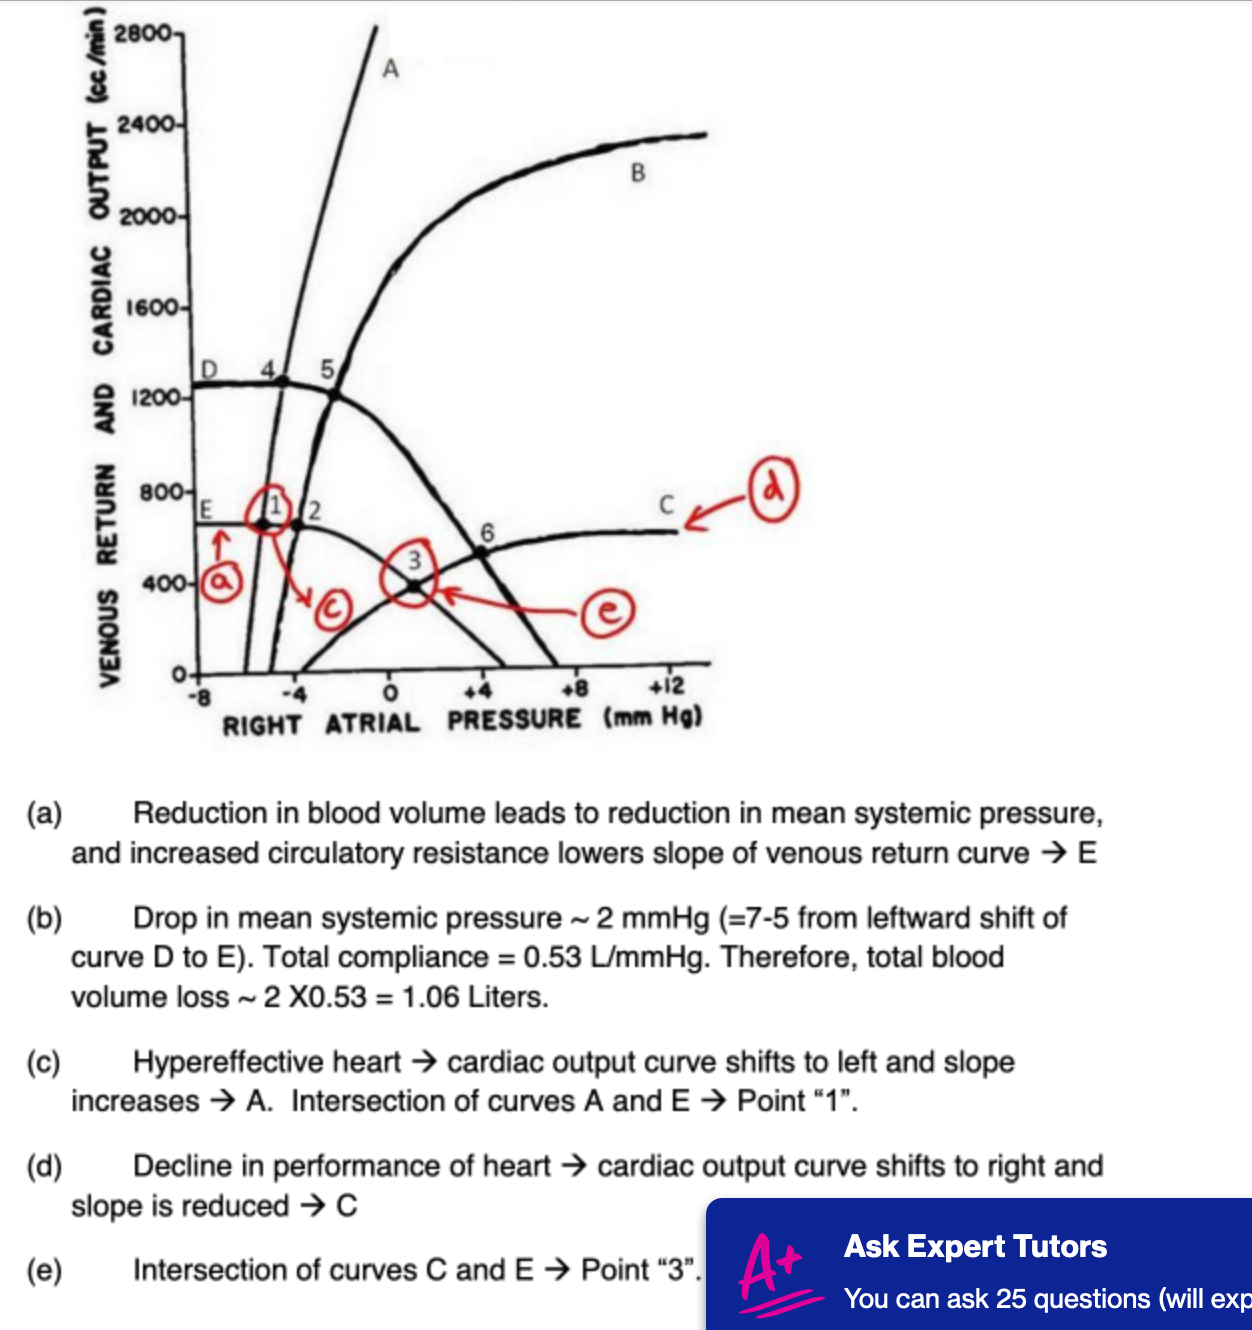 VENOUS RETURN AND CARDIAC OUTPUT (cc/min)
2800
A
2400
B
2000
1600
D 4 5
1200
800
E 1 2
C
d
6
3
400
a
c
e
0
-8 -4 0 +4 +8 +12
RIGHT ATRIAL PRESSURE (mm Hg)
(a) Reduction in blood volume leads to reduction in mean systemic pressure,
and increased circulatory resistance lowers slope of venous return curve → E
(b) Drop in mean systemic pressure ~ 2 mmHg (=7-5 from leftward shift of
curve D to E). Total compliance = 0.53 L/mmHg. Therefore, total blood
volume loss ~ 2 X0.53 = 1.06 Liters.
(c) Hypereffective heart → cardiac output curve shifts to left and slope
increases → A. Intersection of curves A and E → Point “1”.
(d) Decline in performance of heart → cardiac output curve shifts to right and
slope is reduced → C
(e) Intersection of curves C and E → Point “3”.
A+
Ask Expert Tutors
You can ask 25 questions (will exp